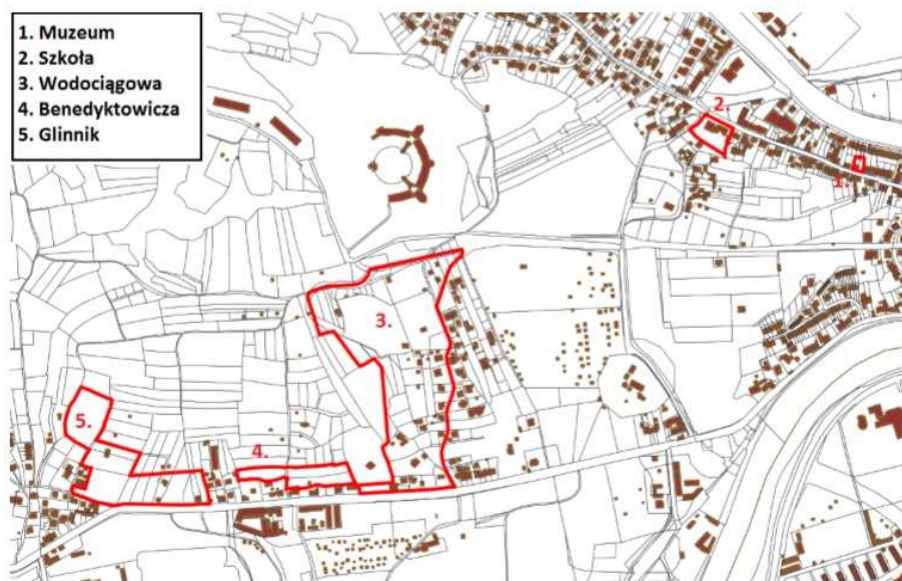 1. Muzeum
2. Szkoła
3. Wodociągowa
4. Benedyktowicza
5. Glinnik
2.
1.
3.
5.
4.